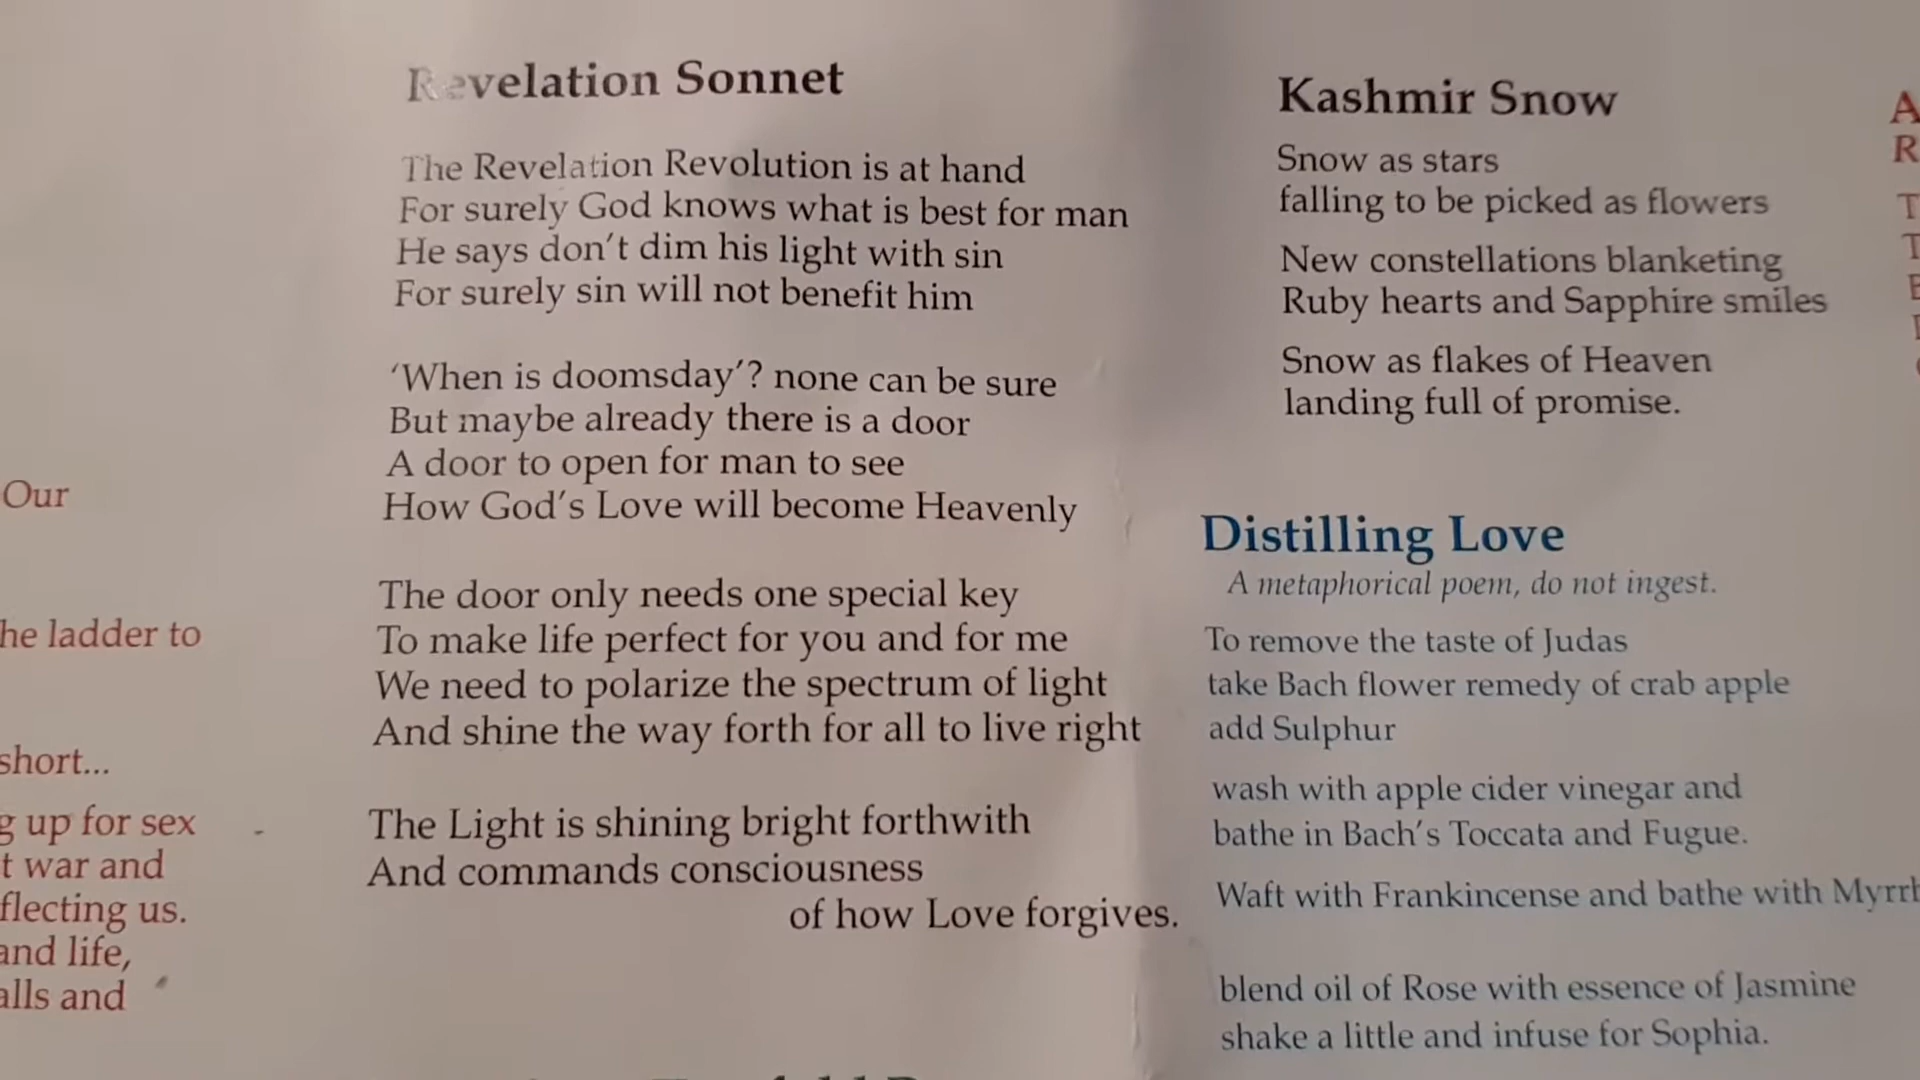 Our
he ladder to
short...
g up for sex
t war and
flecting us.
and life,
alls and
Revelation Sonnet
The Revelation Revolution is at hand
For surely God knows what is best for man
He says don't dim his light with sin
For surely sin will not benefit him
'When is doomsday'? none can be sure
But maybe already there is a door
A door to open for man to see
How God's Love will become Heavenly
The door only needs one special key
To make life perfect for you and for me
We need to polarize the spectrum of light
And shine the way forth for all to live right
The Light is shining bright forthwith
And commands consciousness
of how Love forgives.
Kashmir Snow
Snow as stars
falling to be picked as flowers
New constellations blanketing
Ruby hearts and Sapphire smiles
Snow as flakes of Heaven
landing full of promise.
Distilling Love
A metaphorical poem, do not ingest.
To remove the taste of Judas
take Bach flower remedy of crab apple
add Sulphur
wash with apple cider vinegar and
bathe in Bach's Toccata and Fugue.
Waft with Frankincense and bathe with Myrrh
blend oil of Rose with essence of Jasmine
shake a little and infuse for Sophia.
A
R
T
T